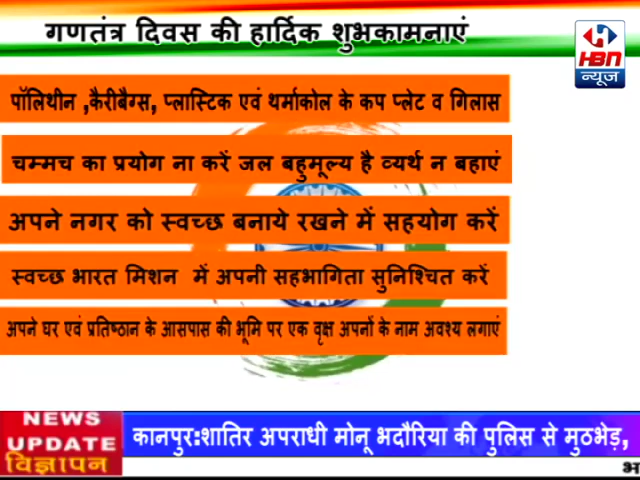 गणतंत्र दिवस की हार्दिक शुभकामनाएं
HBN
न्यूज
पॉलिथीन ,कैरीबैग्स, प्लास्टिक एवं थर्माकोल के कप प्लेट व गिलास
चम्मच का प्रयोग ना करें जल बहुमूल्य है व्यर्थ न बहाएं
अपने नगर को स्वच्छ बनाये रखने में सहयोग करें
स्वच्छ भारत मिशन में अपनी सहभागिता सुनिश्चित करें
अपने घर एवं प्रतिष्ठान के आसपास की भूमि पर एक वृक्ष अपनों के नाम अवश्य लगाएं
NEWS
UPDATE
विज्ञापन
कानपुर:शातिर अपराधी मोनू भदौरिया की पुलिस से मुठभेड़,